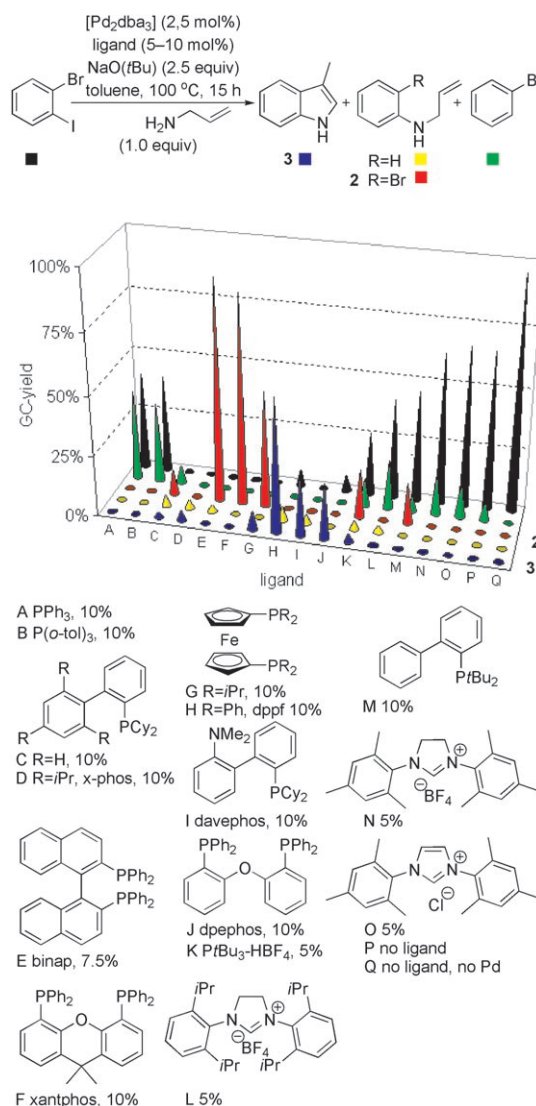 [Pd₂dba₃] (2,5 mol%)
ligand (5–10 mol%)
NaO(tBu) (2.5 equiv)
toluene, 100 °C, 15 h
Br
I
H₂N
(1.0 equiv)
+
+
N
H
R
N
H
B
3
R=H
2 R=Br
100%
75%
50%
25%
0%
GC-yield
A B C D E F G H I J K L M N O P Q
2
3
ligand
A PPh₃, 10%
B P(o-tol)₃, 10%
R
R
R
PCy₂
C R=H, 10%
D R=iPr, x-phos, 10%
PPh₂
PPh₂
E binap, 7.5%
PPh₂ PPh₂
O
F xantphos, 10%
PR₂
Fe
PR₂
G R=iPr, 10%
H R=Ph, dppf 10%
NMe₂
PCy₂
I davephos, 10%
PPh₂ PPh₂
O
J dpephos, 10%
K PtBu₃-HBF₄, 5%
iPr iPr
N N +
⊖BF₄
iPr iPr
L 5%
PtBu₂
M 10%
N N +
⊖BF₄
N 5%
N N +
Cl⊖
O 5%
P no ligand
Q no ligand, no Pd